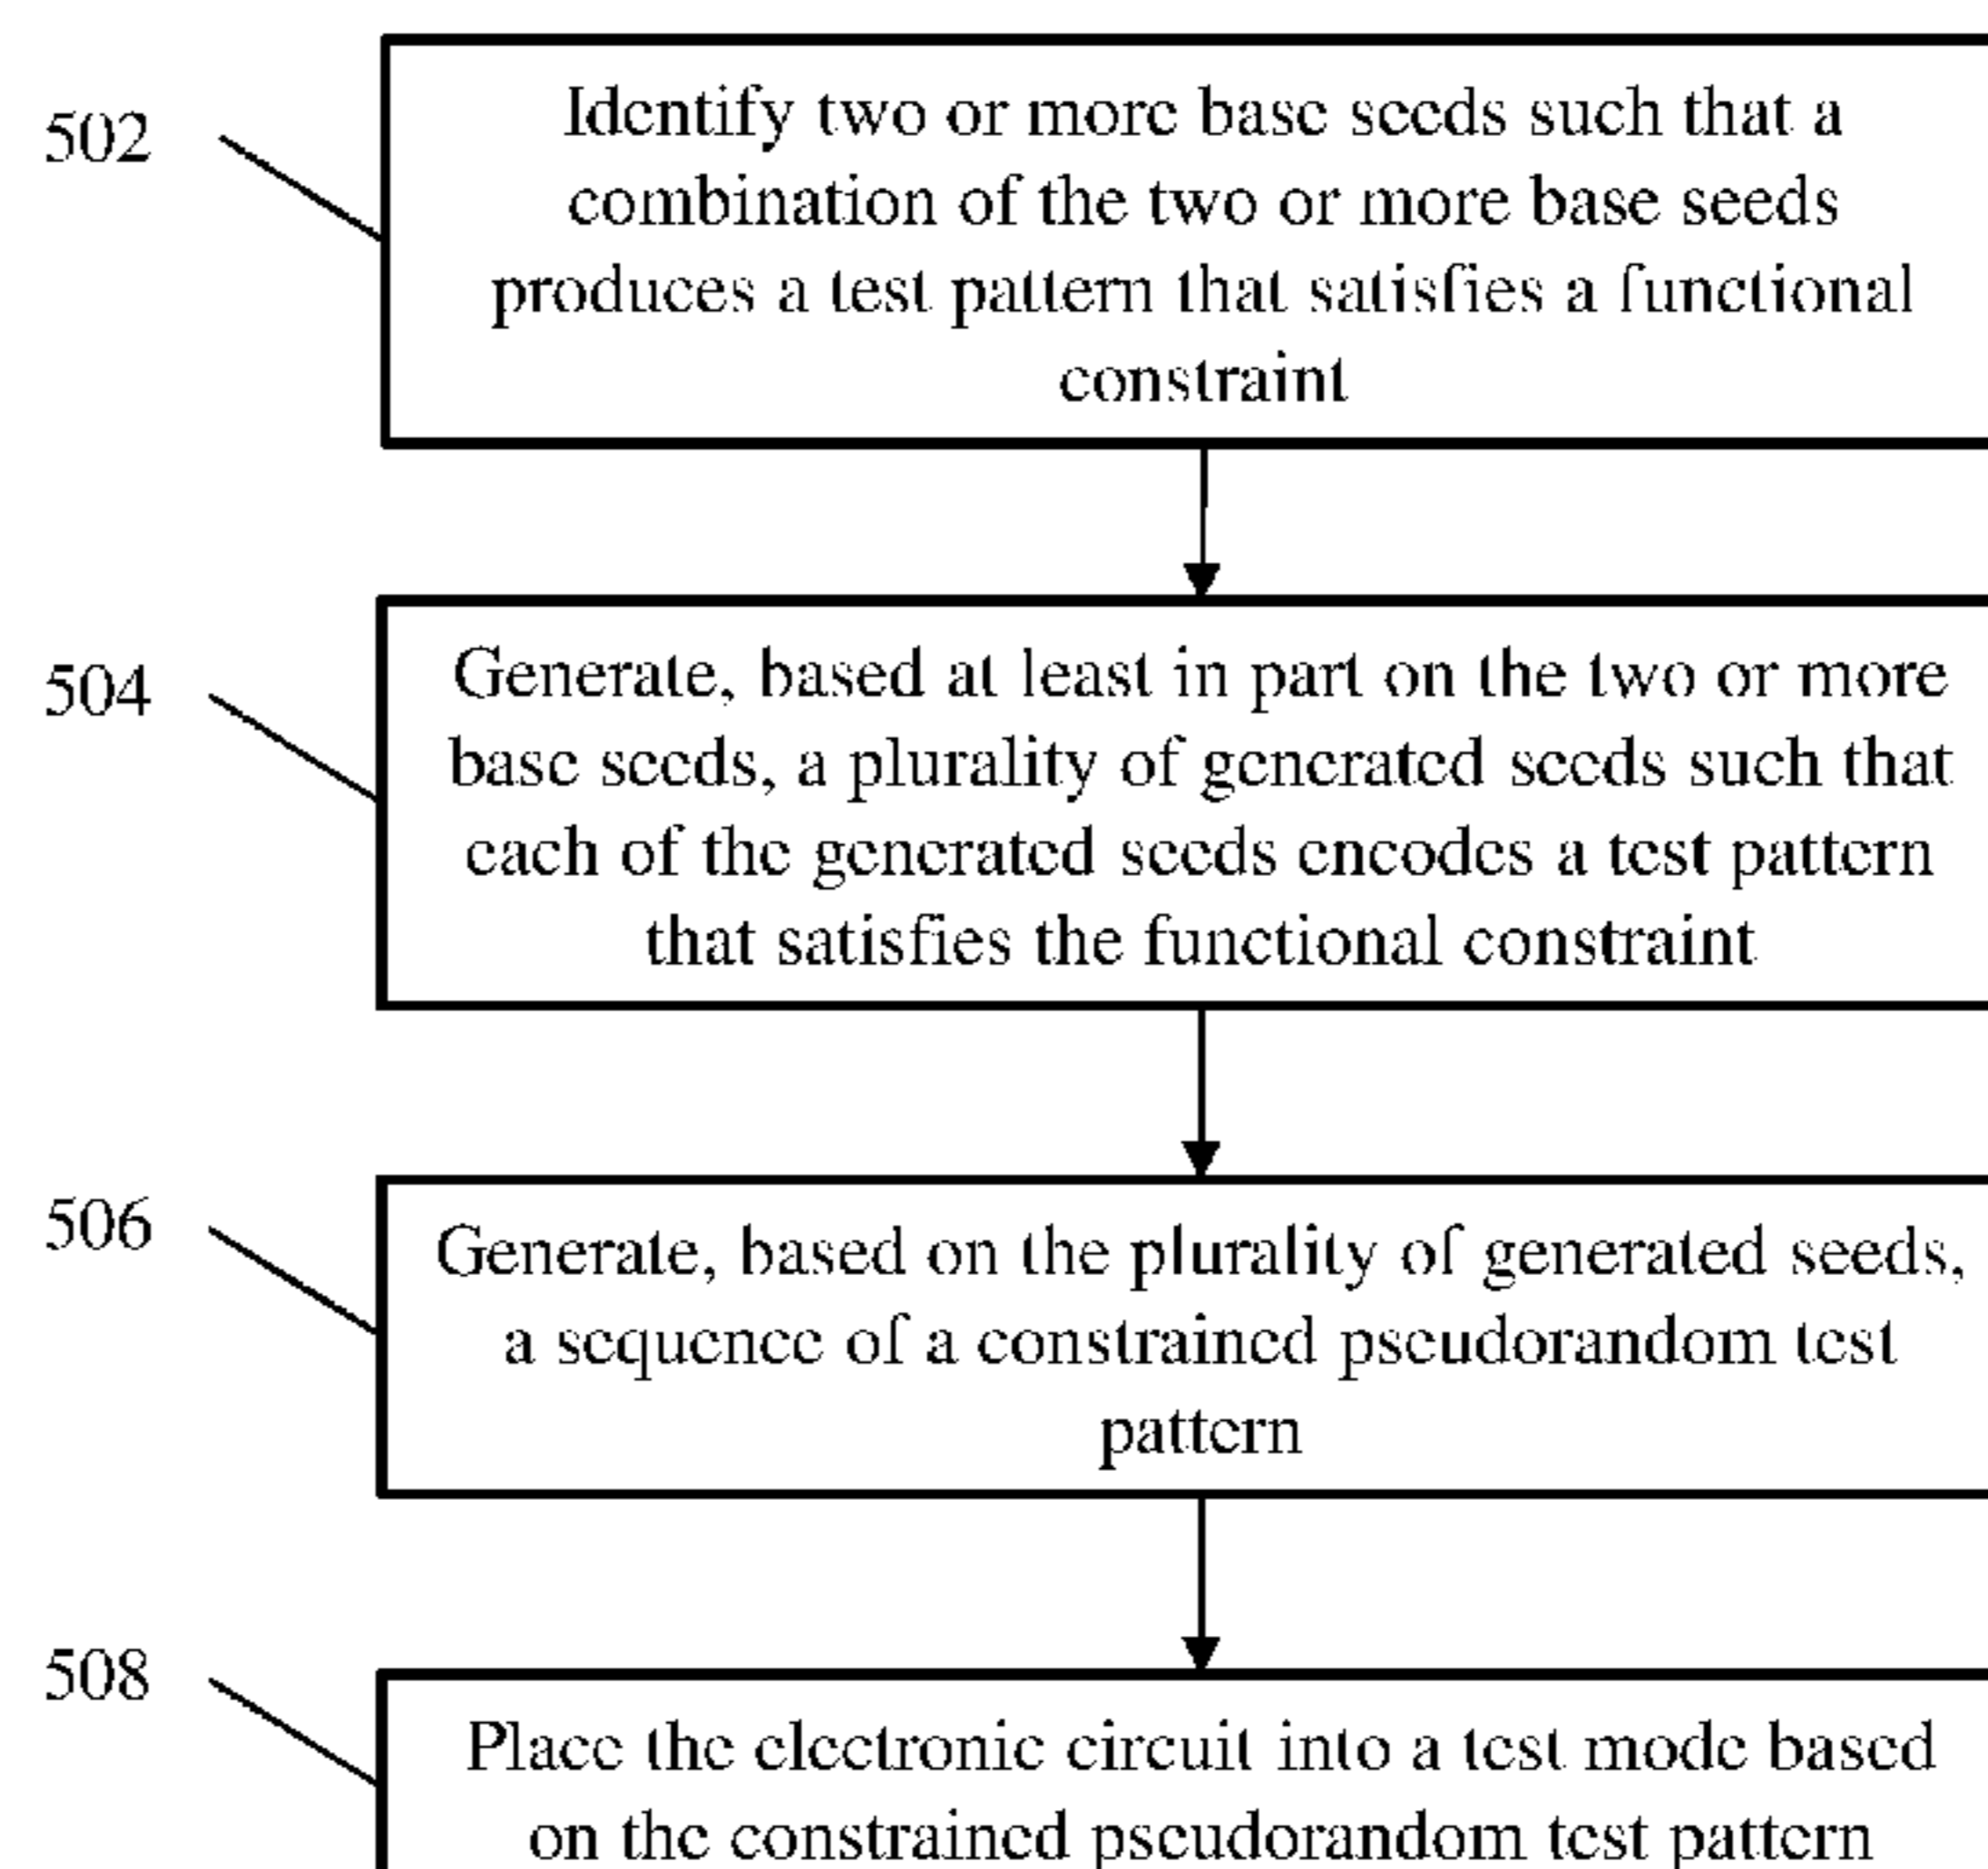 502
Identify two or more base seeds such that a
combination of the two or more base seeds
produces a test pattern that satisfies a functional
constraint
504
Generate, based at least in part on the two or more
base seeds, a plurality of generated seeds such that
each of the generated seeds encodes a test pattern
that satisfies the functional constraint
506
Generate, based on the plurality of generated seeds,
a sequence of a constrained pseudorandom test
pattern
508
Place the electronic circuit into a test mode based
on the constrained pseudorandom test pattern